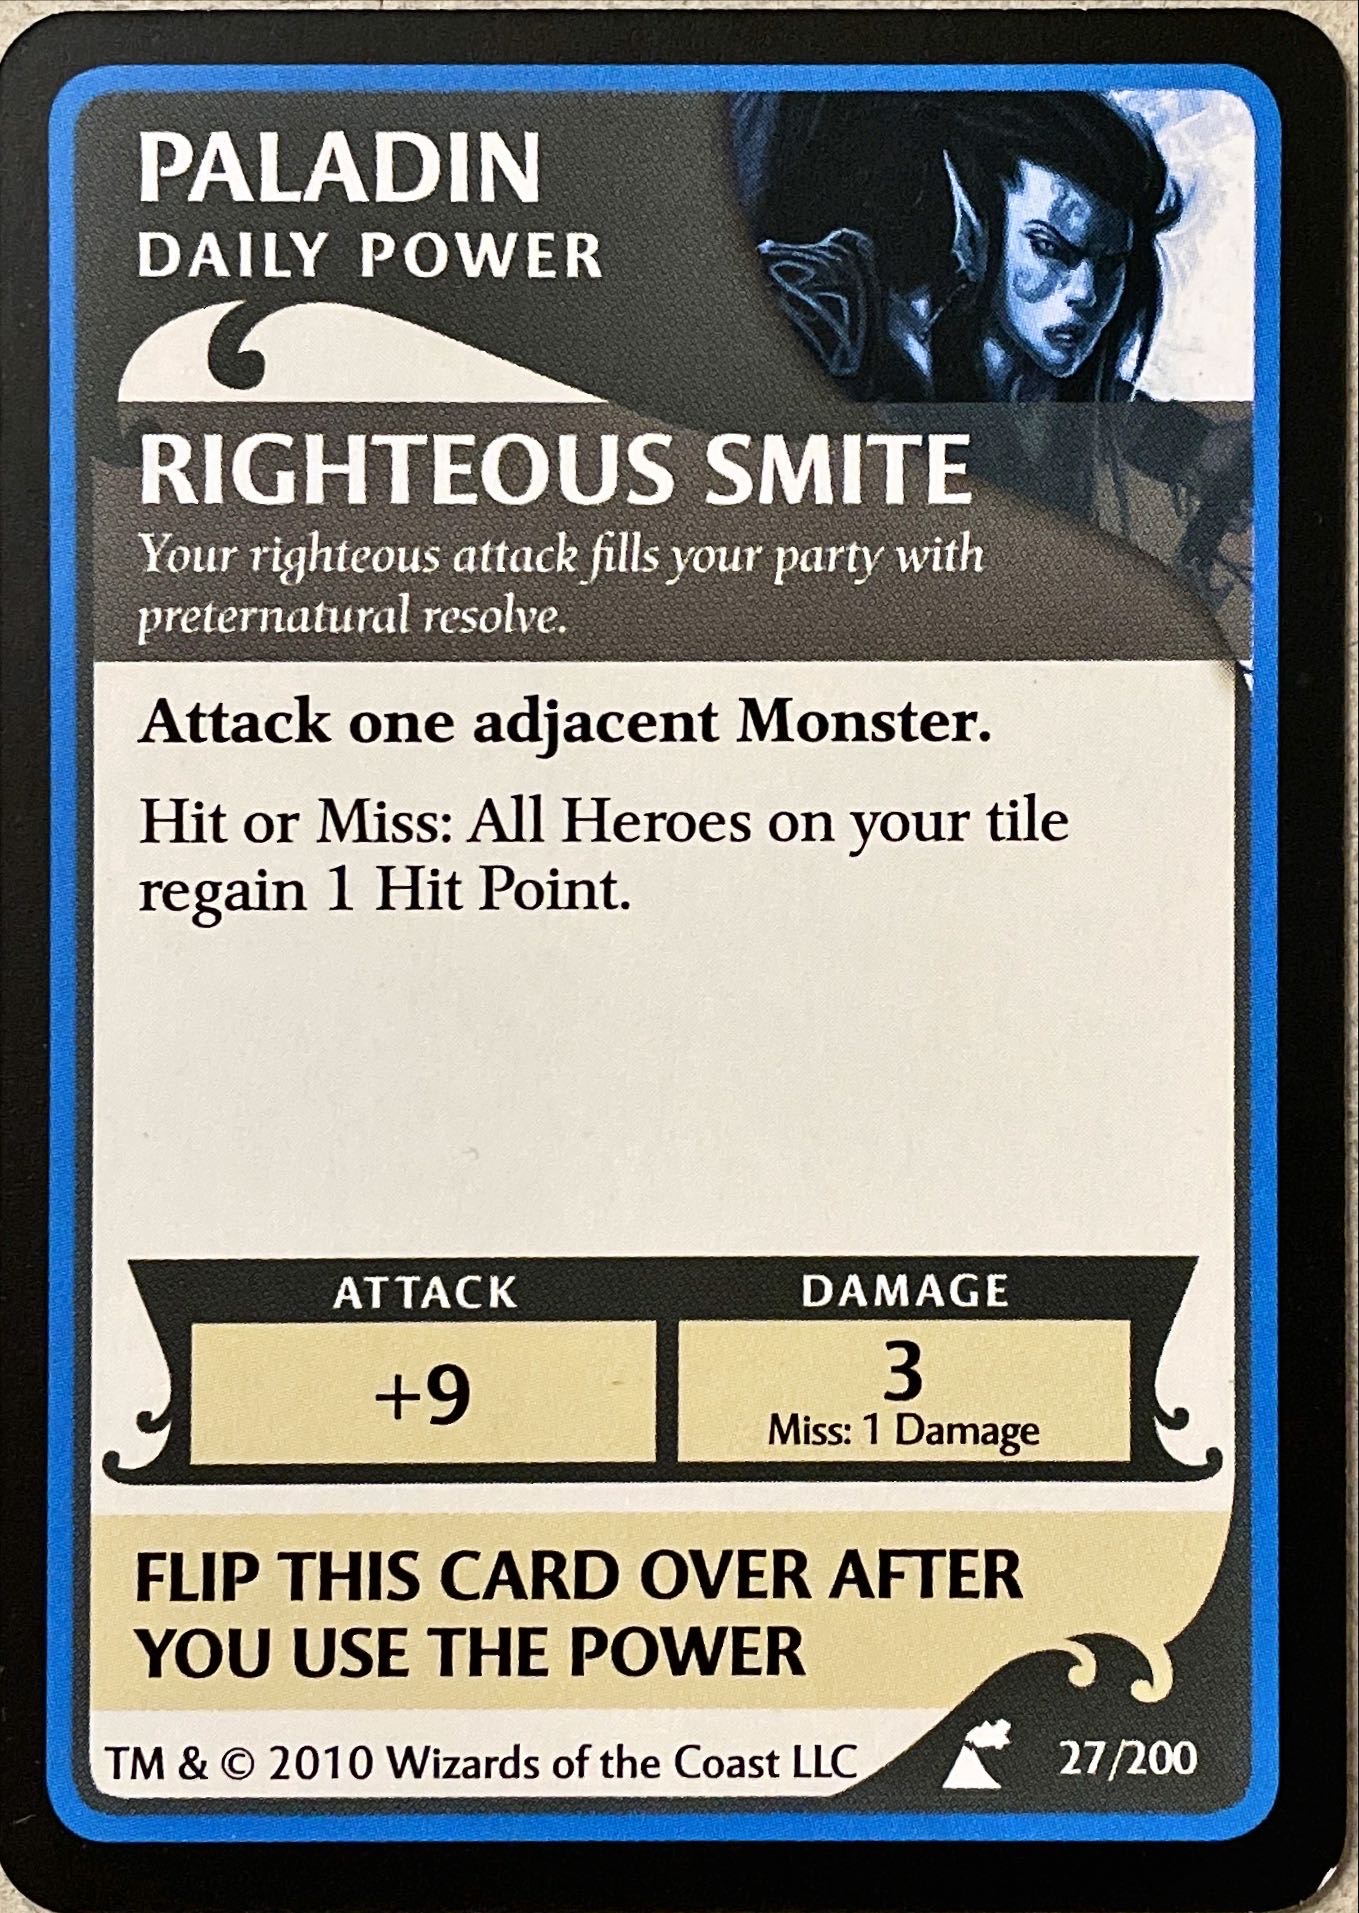 PALADIN
DAILY POWER
RIGHTEOUS SMITE
Your righteous attack fills your party with
preternatural resolve.
Attack one adjacent Monster.
Hit or Miss: All Heroes on your tile
regain 1 Hit Point.
ATTACK
+9
DAMAGE
3
Miss: 1 Damage
FLIP THIS CARD OVER AFTER
YOU USE THE POWER
TM & © 2010 Wizards of the Coast LLC
27/200